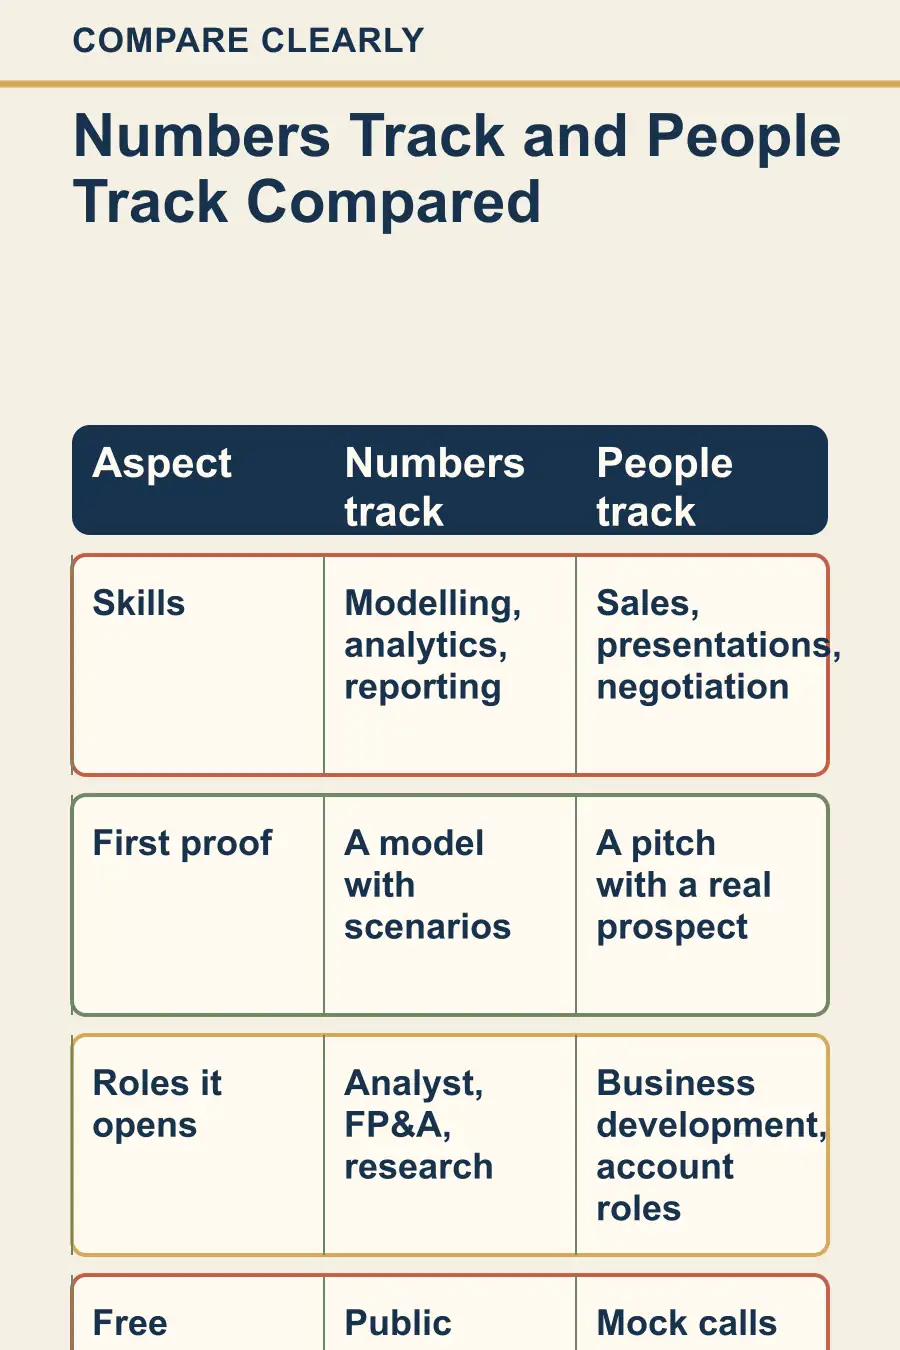 COMPARE CLEARLY
Numbers Track and People
Track Compared
Aspect
Numbers
track
People
track
Skills
Modelling,
analytics,
reporting
Sales,
presentations,
negotiation
First proof
A model
with
scenarios
A pitch
with a real
prospect
Roles it
opens
Analyst,
FP&A,
research
Business
development,
account
roles
Free
Public
Mock calls